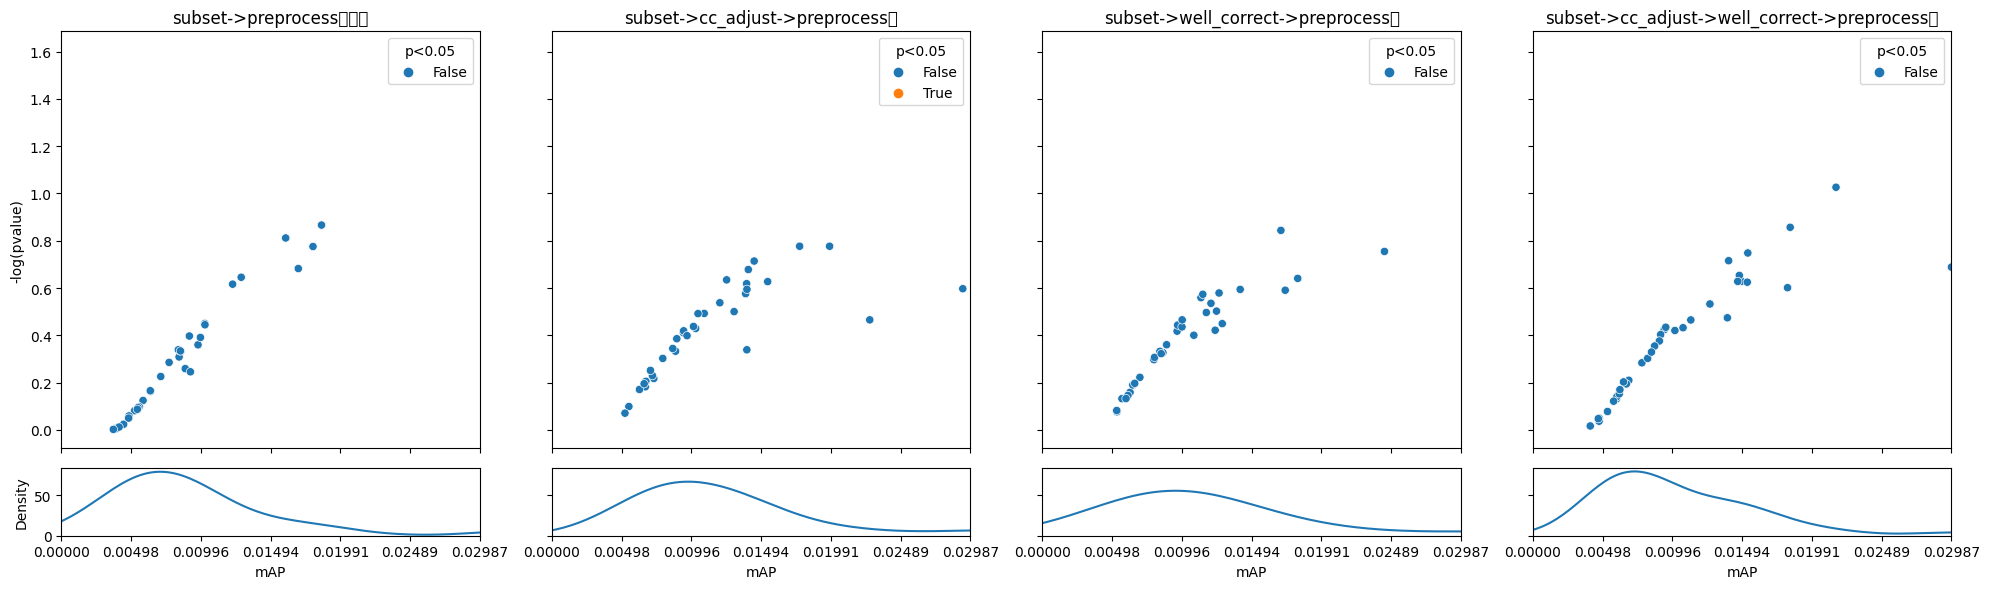 subset->preprocess
subset->cc_adjust->preprocess
subset->well_correct->preprocess
subset->cc_adjust->well_correct->preprocess
p<0.05
False
p<0.05
False
True
p<0.05
False
p<0.05
False
-log(pvalue)
1.6
1.4
1.2
1.0
0.8
0.6
0.4
0.2
0.0
Density
50
0
0.00000 0.00498 0.00996 0.01494 0.01991 0.02489 0.02987
0.00000 0.00498 0.00996 0.01494 0.01991 0.02489 0.02987
0.00000 0.00498 0.00996 0.01494 0.01991 0.02489 0.02987
0.00000 0.00498 0.00996 0.01494 0.01991 0.02489 0.02987
mAP
mAP
mAP
mAP